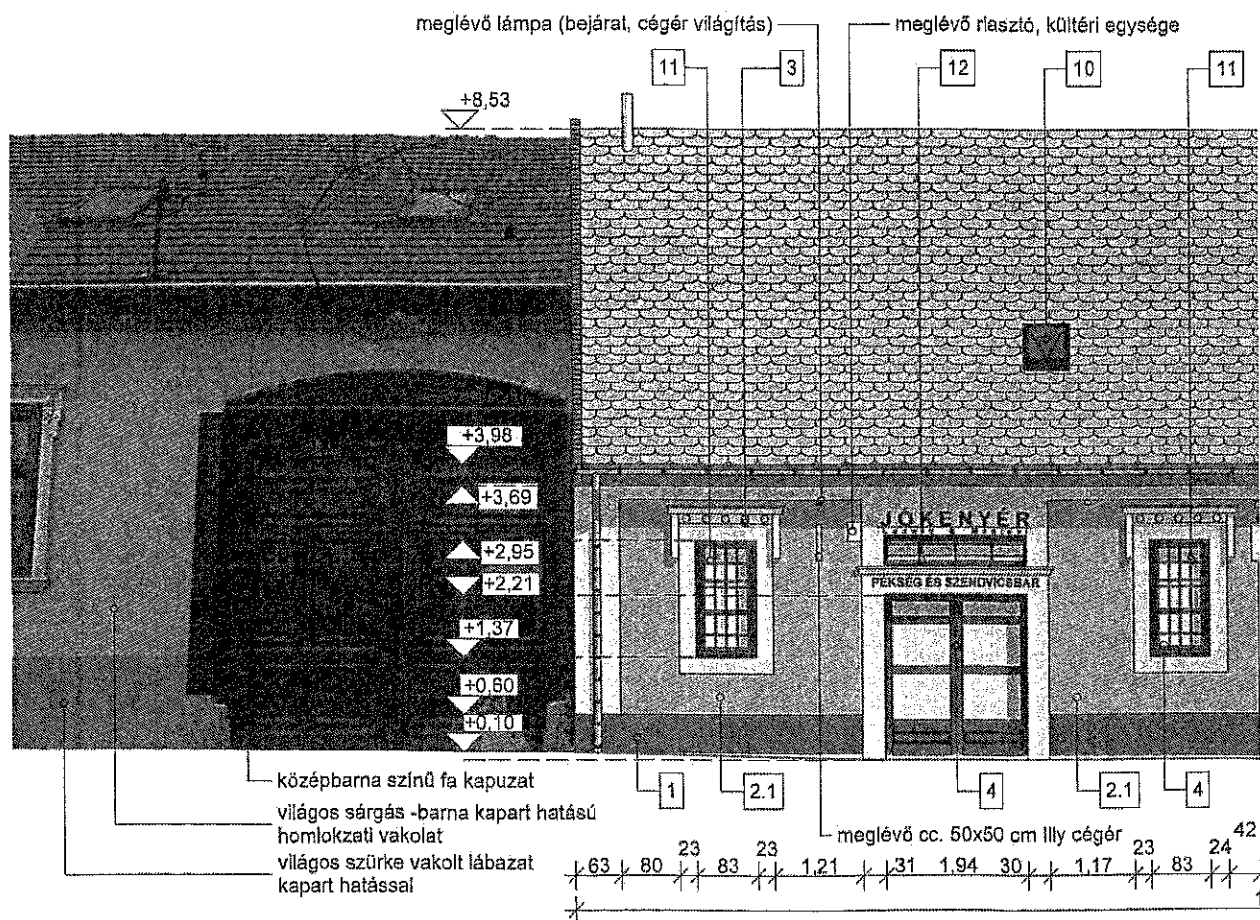 meglévő lámpa (bejárat, cégér világítás)
meglévő riasztó, kültéri egysége
11
3
12
10
11
+8,53
+3,98
+3,69
+2,95
+2,21
+1,37
+0,60
+0,10
JÓKENYÉR
PÉKSÉG ÉS SZENDVICSBÁR
középbarna színű fa kapuzat
világos sárgás -barna kapart hatású
homlokzati vakolat
világos szürke vakolt lábazat
kapart hatással
1
2.1
4
2.1
4
meglévő cc. 50x50 cm illy cégér
63 80 23 83 23 1,21 31 1,94 30 1,17 23 83 24 42